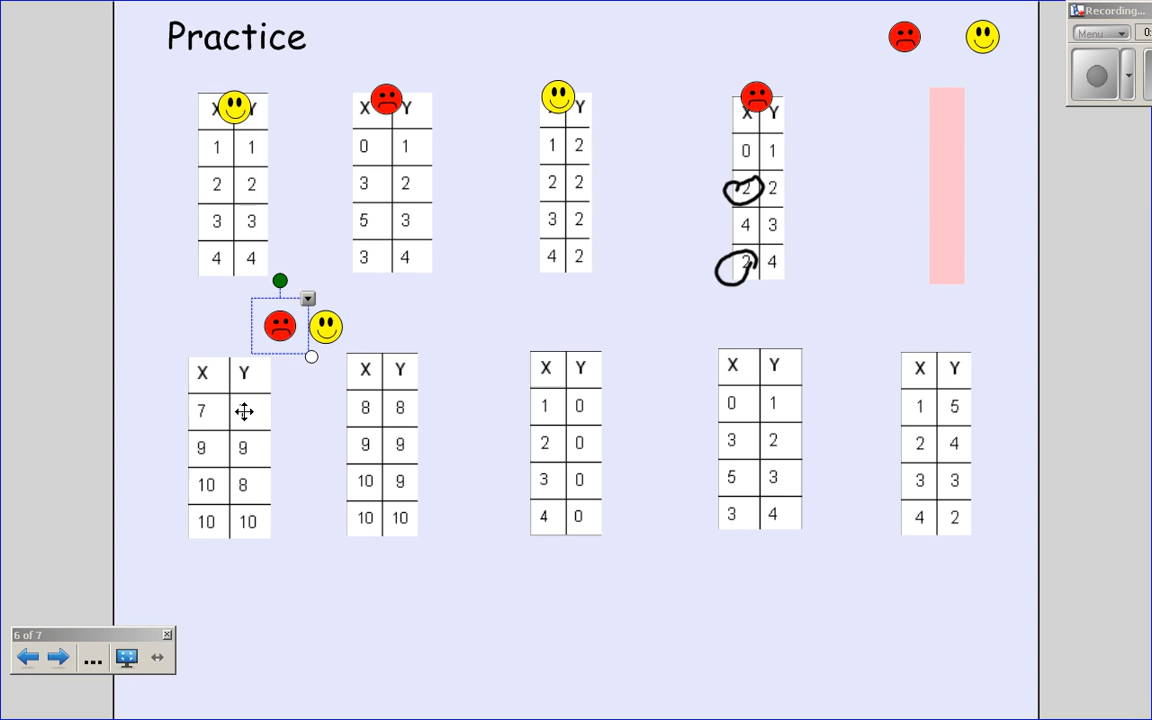 Recording...
Practice
Menu
0:
X Y
1 1
2 2
3 3
4 4
X Y
0 1
3 2
5 3
3 4
Y
1 2
2 2
3 2
4 2
X Y
0 1
2 2
4 3
2 4
X Y
7
9 9
10 8
10 10
X Y
8 8
9 9
10 9
10 10
X Y
1 0
2 0
3 0
4 0
X Y
0 1
3 2
5 3
3 4
X Y
1 5
2 4
3 3
4 2
6 of 7
...